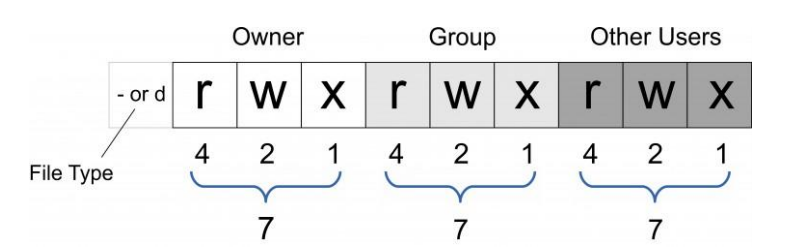 Owner Group Other Users
- or d r w x r w x r w x
4 2 1 4 2 1 4 2 1
File Type
7 7 7